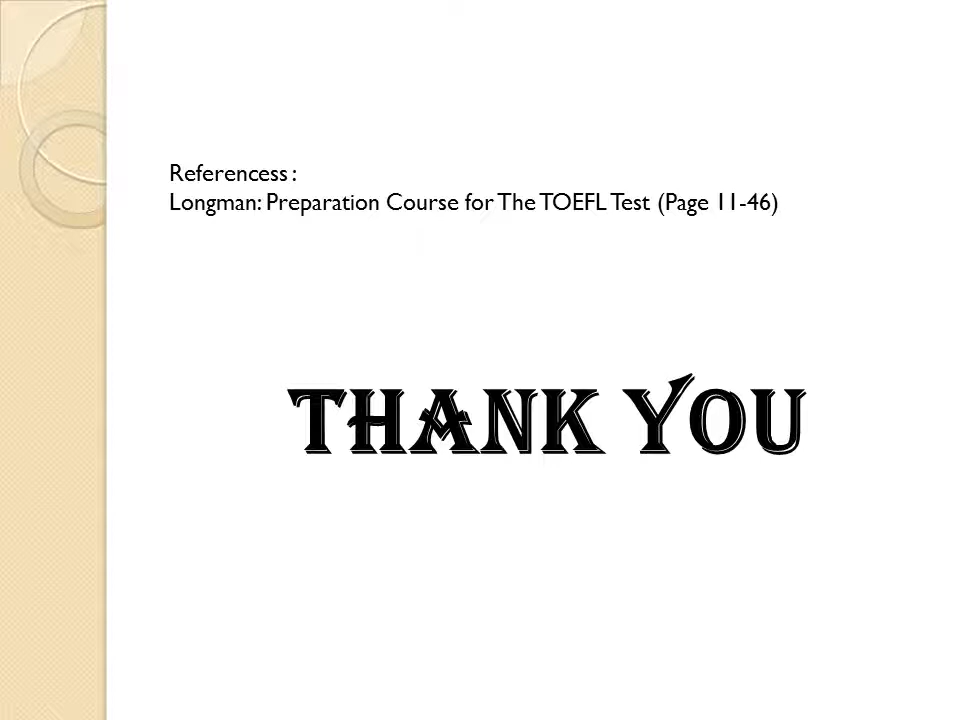 Referencess :
Longman: Preparation Course for The TOEFL Test (Page 11-46)
THANK YOU